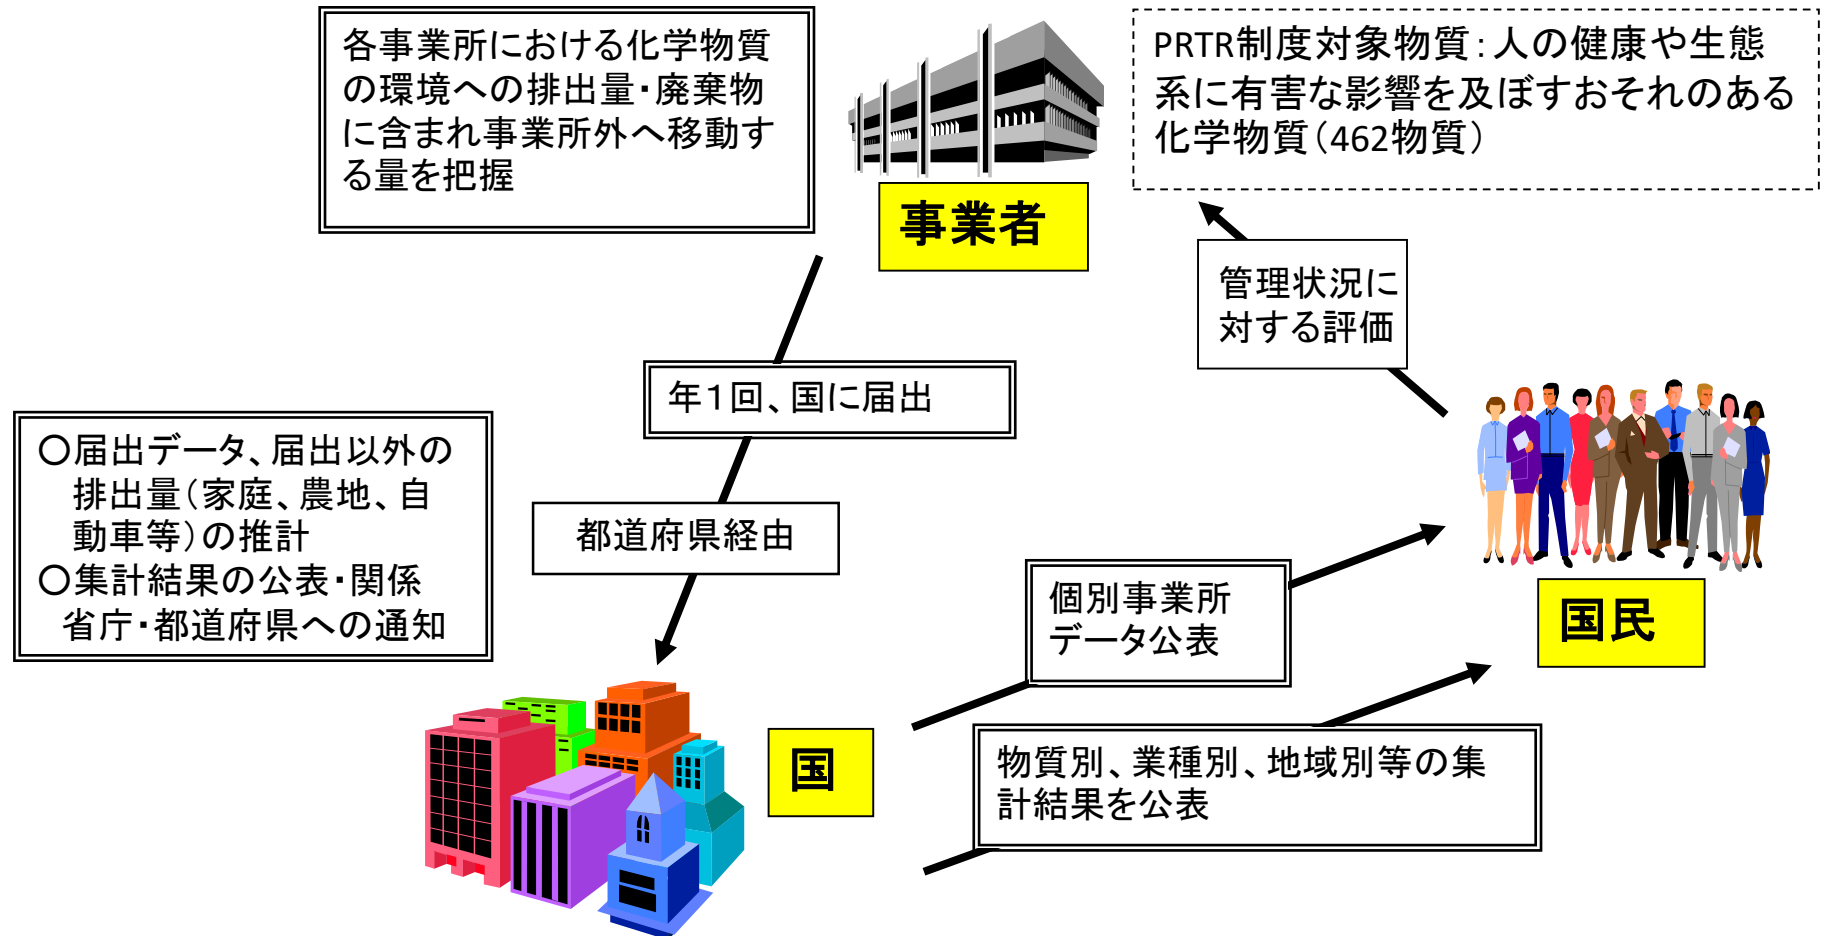 各事業所における化学物質
の環境への排出量・廃棄物
に含まれ事業所外へ移動す
る量を把握
事業者
PRTR制度対象物質：人の健康や生態
系に有害な影響を及ぼすおそれのある
化学物質（462物質）
管理状況に
対する評価
年１回、国に届出
都道府県経由
○届出データ、届出以外の
排出量（家庭、農地、自
動車等）の推計
○集計結果の公表・関係
省庁・都道府県への通知
個別事業所
データ公表
国民
国
物質別、業種別、地域別等の集
計結果を公表